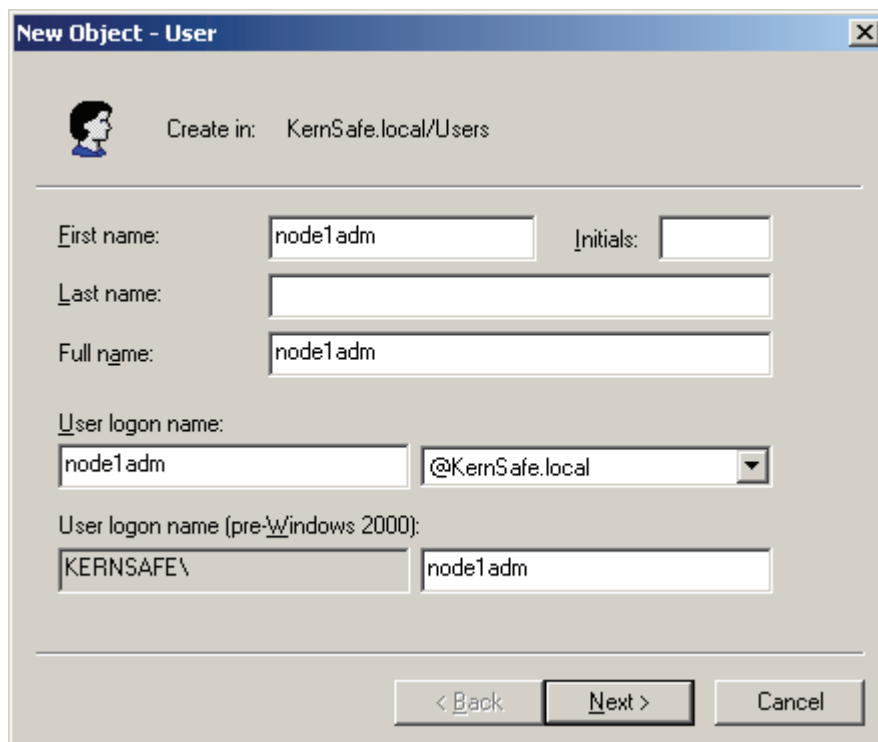 New Object - User
Create in: KernSafe.local/Users
First name: node1adm Initials:
Last name:
Full name: node1adm
User logon name:
node1adm @KernSafe.local
User logon name (pre-Windows 2000):
KERNSAFE\ node1adm
< Back Next > Cancel